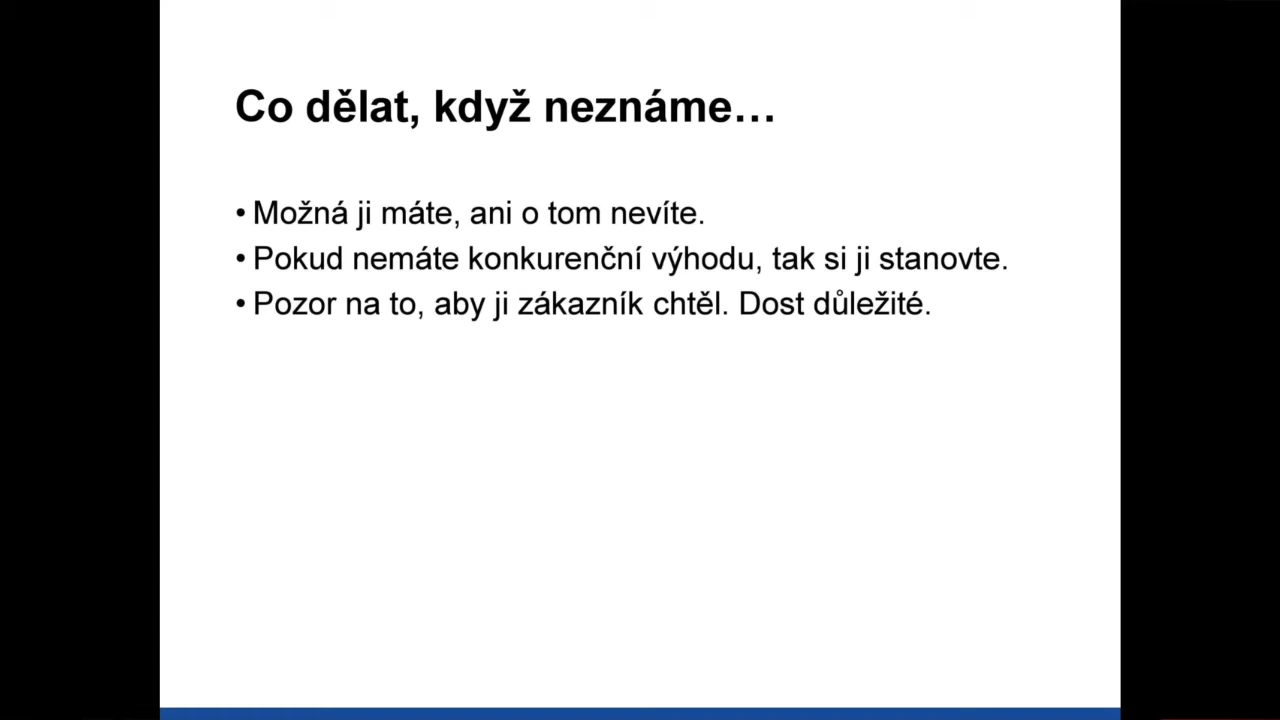 Co dělat, když neznáme…
• Možná ji máte, ani o tom nevíte.
• Pokud nemáte konkurenční výhodu, tak si ji stanovte.
• Pozor na to, aby ji zákazník chtěl. Dost důležité.